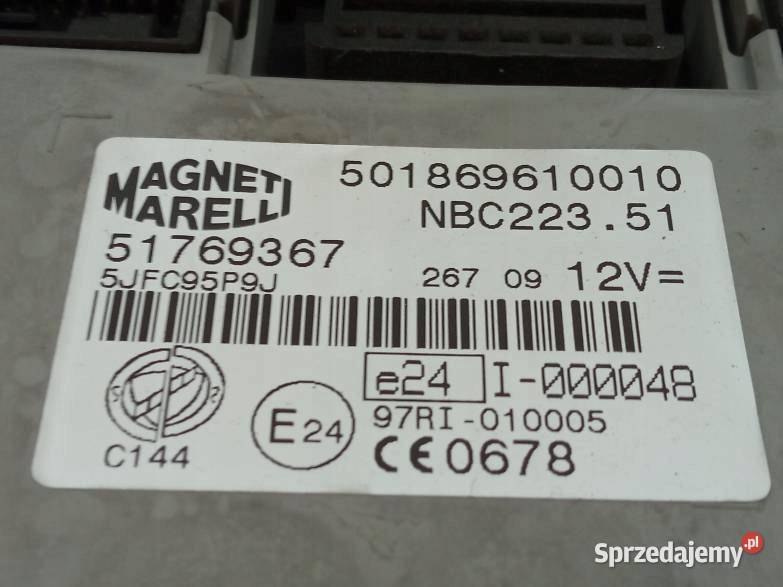 MAGNETI
MARELLI
501869610010
NBC223.51
51769367
5JFC95P9J
267 09 12V=
e24 I-000048
97RI-010005
E24
C144
CE0678
Sprzedajemy.pl